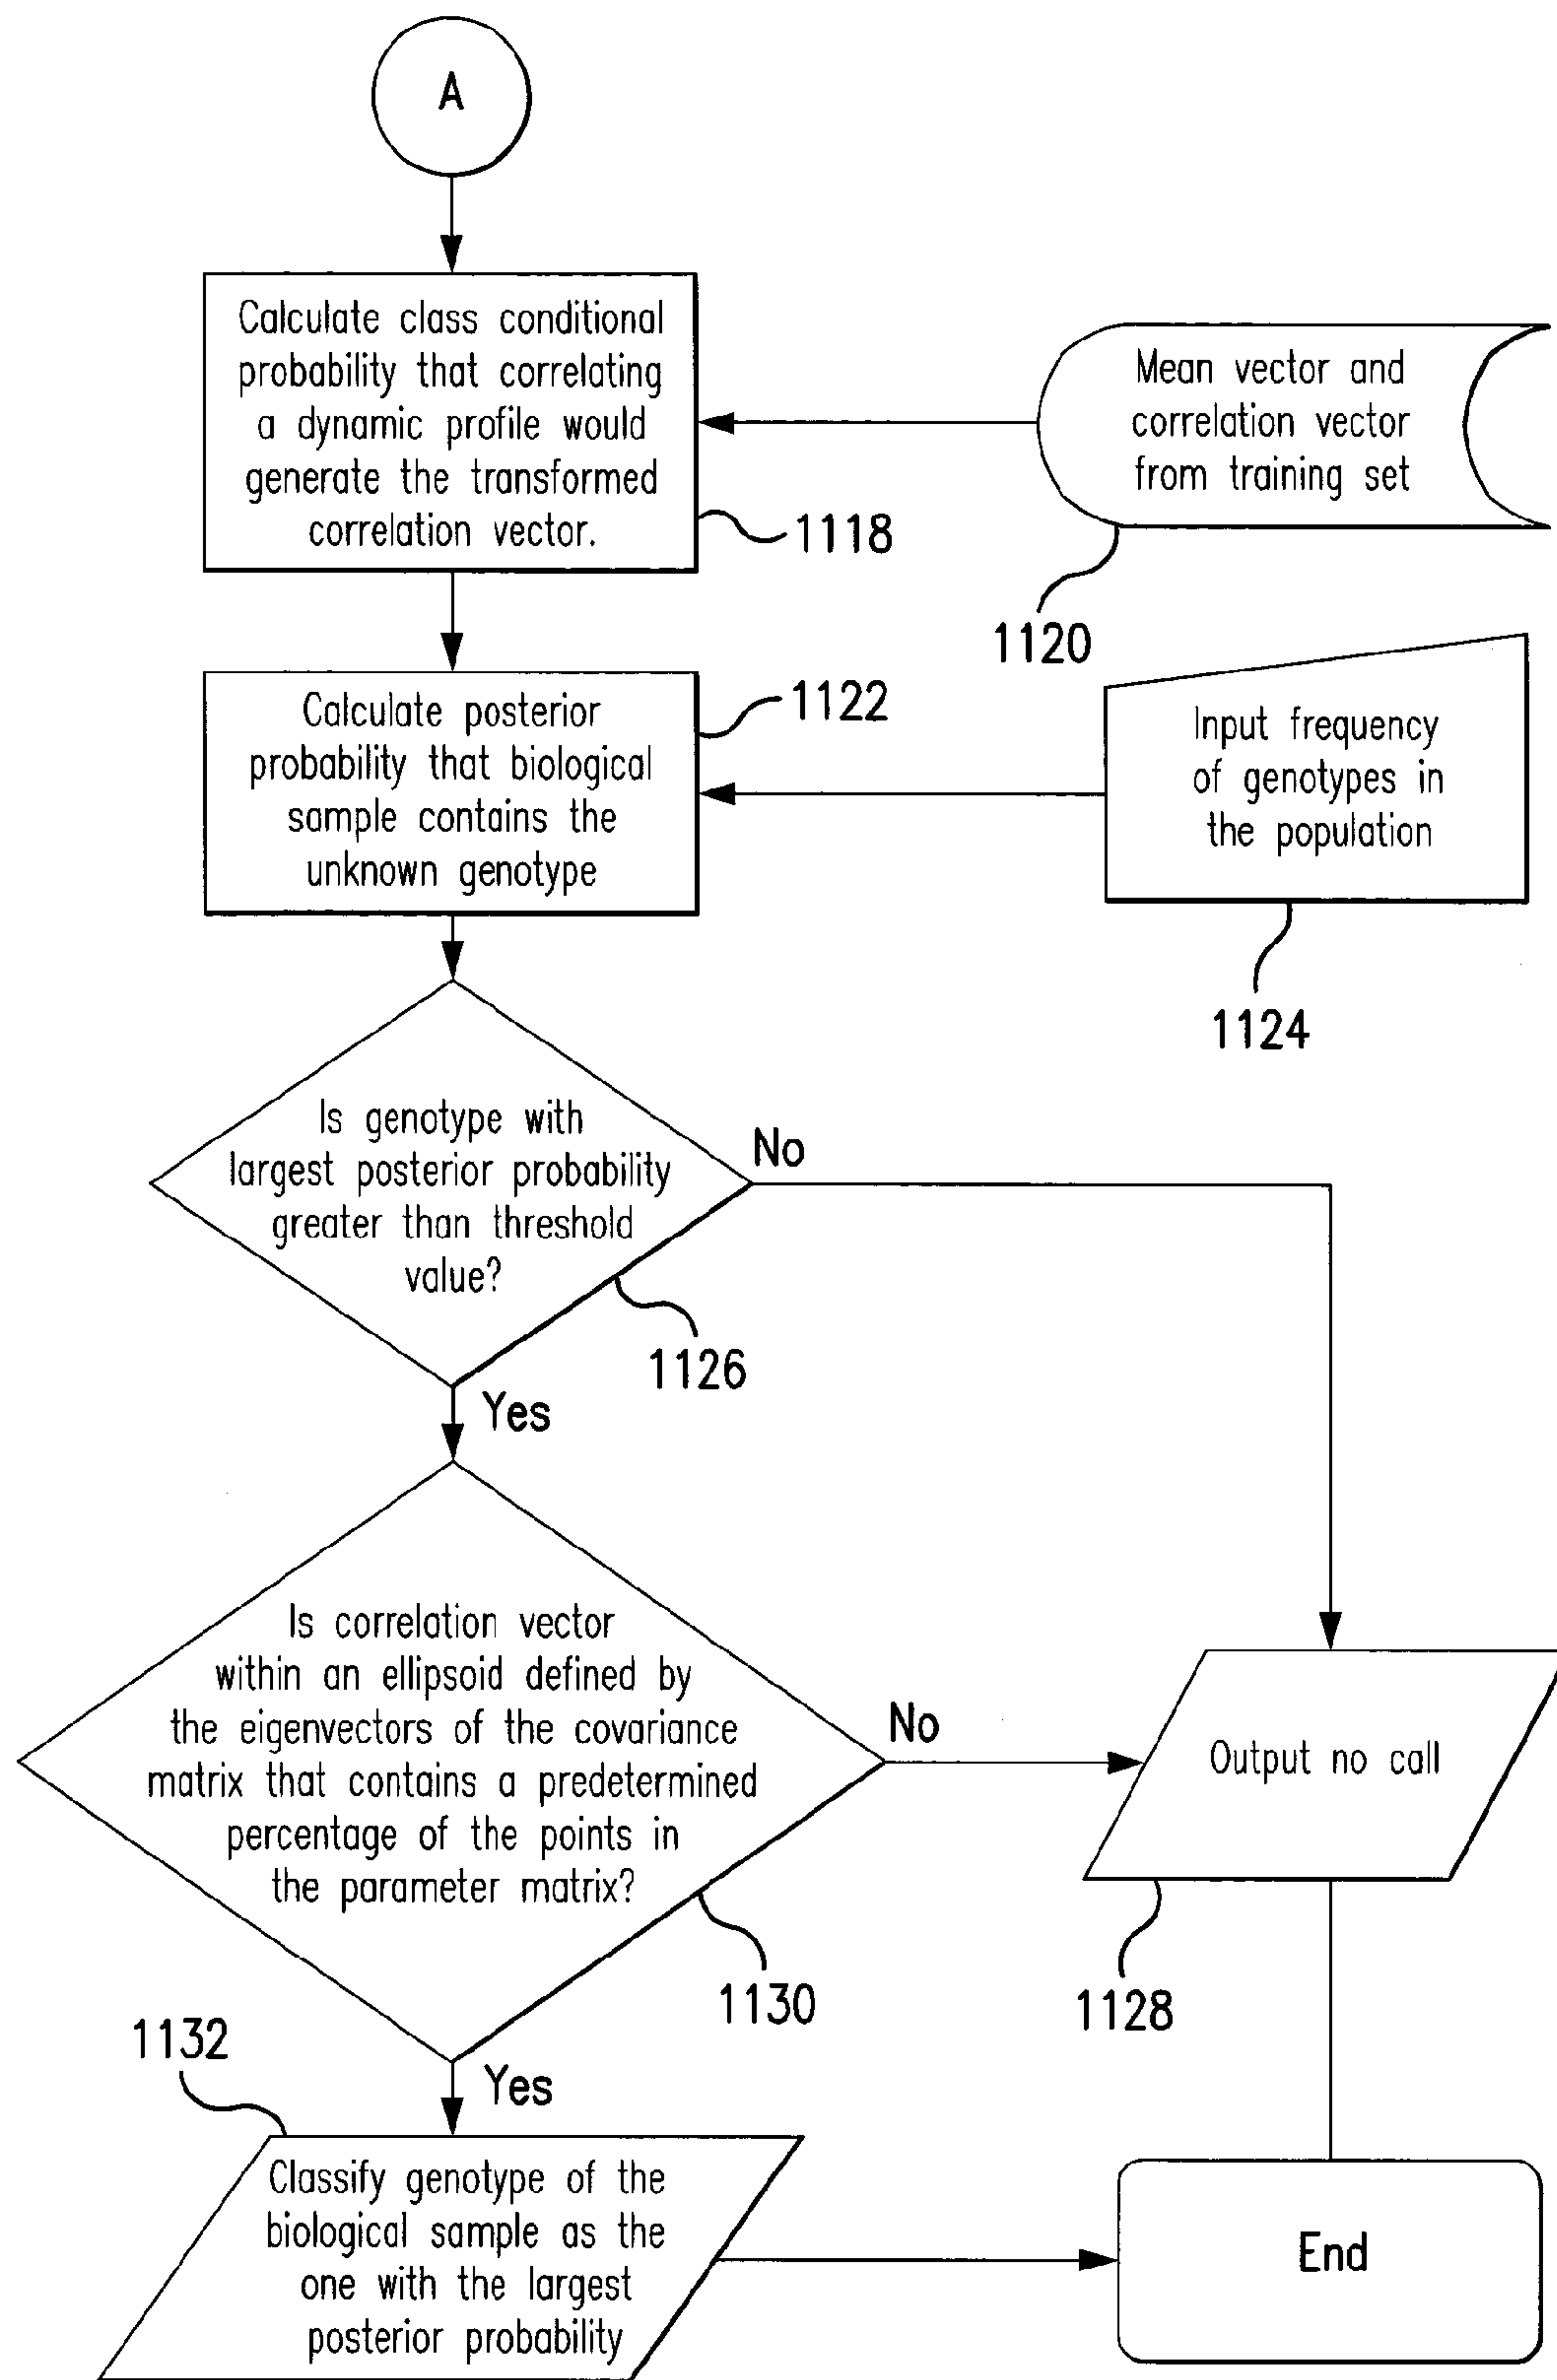 A
Calculate class conditional
probability that correlating
a dynamic profile would
generate the transformed
correlation vector.
1118
Mean vector and
correlation vector
from training set
1120
Calculate posterior
probability that biological
sample contains the
unknown genotype
1122
Input frequency
of genotypes in
the population
1124
Is genotype with
largest posterior probability
greater than threshold
value?
No
1126
Yes
Is correlation vector
within an ellipsoid defined by
the eigenvectors of the covariance
matrix that contains a predetermined
percentage of the points in
the parameter matrix?
No
1130
Output no call
1128
Yes
1132
Classify genotype of the
biological sample as the
one with the largest
posterior probability
End